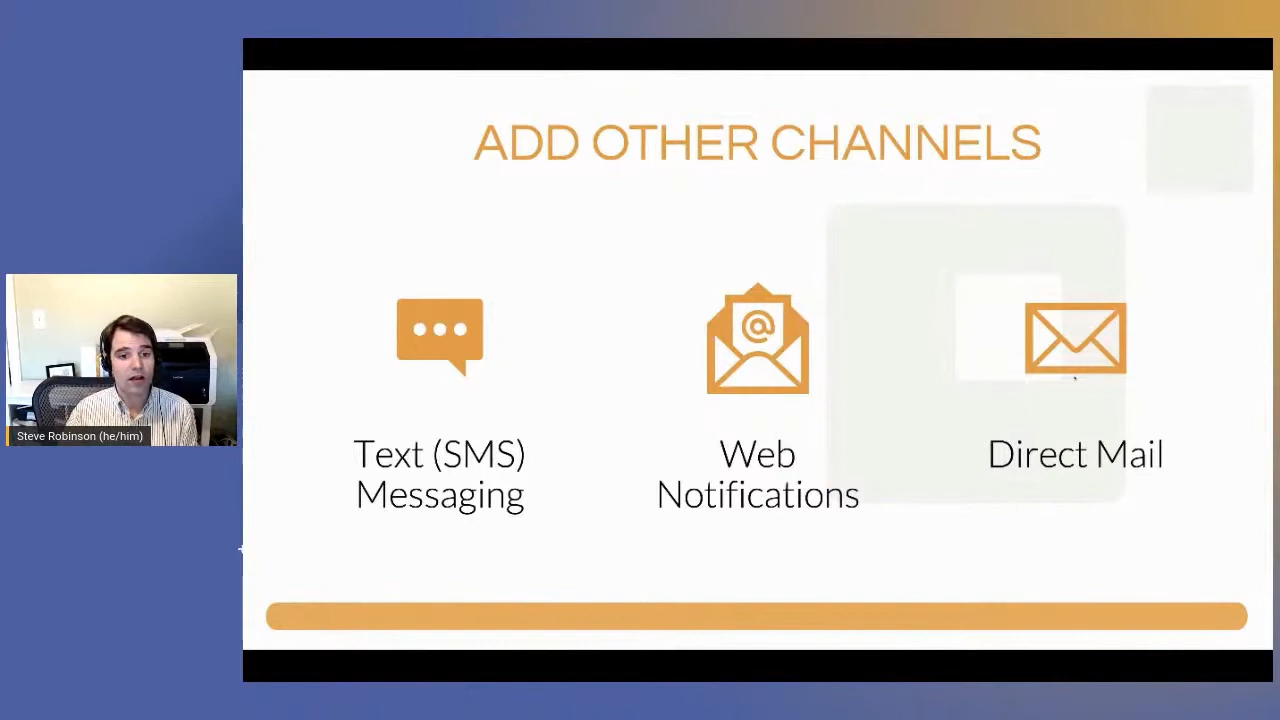 ADD OTHER CHANNELS
@
Text (SMS)
Messaging
Web
Notifications
Direct Mail
Steve Robinson (he/him)